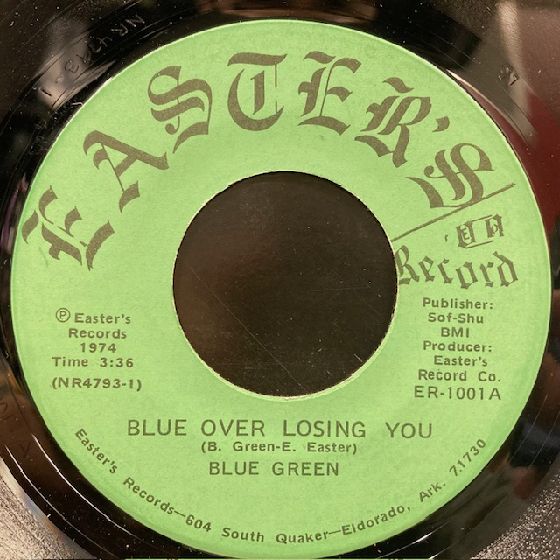 EASTER'S
Record
Ⓟ Easter's
Records
1974
Time 3:36
(NR4793-1)
Publisher:
Sof-Shu
BMI
Producer:
Easter's
Record Co.
ER-1001A
BLUE OVER LOSING YOU
(B. Green-E. Easter)
BLUE GREEN
Easter's Records—604 South Quaker—Eldorado, Ark. 71730